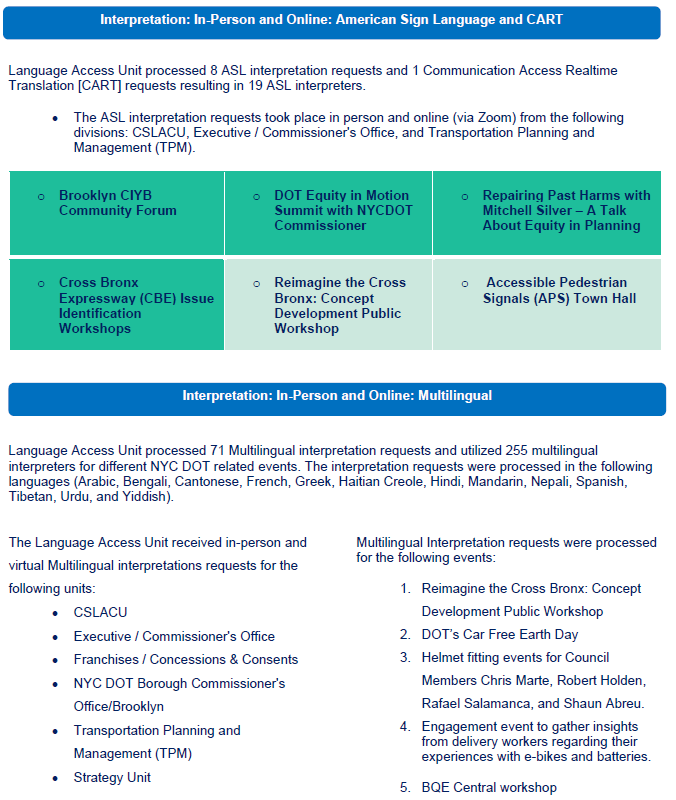 Interpretation: In-Person and Online: American Sign Language and CART
Language Access Unit processed 8 ASL interpretation requests and 1 Communication Access Realtime
Translation [CART] requests resulting in 19 ASL interpreters.
• The ASL interpretation requests took place in person and online (via Zoom) from the following
divisions: CSLACU, Executive / Commissioner's Office, and Transportation Planning and
Management (TPM).
○ Brooklyn CIYB
Community Forum
○ DOT Equity in Motion
Summit with NYCDOT
Commissioner
○ Repairing Past Harms with
Mitchell Silver – A Talk
About Equity in Planning
○ Cross Bronx
Expressway (CBE) Issue
Identification
Workshops
○ Reimagine the Cross
Bronx: Concept
Development Public
Workshop
○ Accessible Pedestrian
Signals (APS) Town Hall
Interpretation: In-Person and Online: Multilingual
Language Access Unit processed 71 Multilingual interpretation requests and utilized 255 multilingual
interpreters for different NYC DOT related events. The interpretation requests were processed in the following
languages (Arabic, Bengali, Cantonese, French, Greek, Haitian Creole, Hindi, Mandarin, Nepali, Spanish,
Tibetan, Urdu, and Yiddish).
The Language Access Unit received in-person and
virtual Multilingual interpretations requests for the
following units:
• CSLACU
• Executive / Commissioner's Office
• Franchises / Concessions & Consents
• NYC DOT Borough Commissioner's
Office/Brooklyn
• Transportation Planning and
Management (TPM)
• Strategy Unit
Multilingual Interpretation requests were processed
for the following events:
1. Reimagine the Cross Bronx: Concept
Development Public Workshop
2. DOT’s Car Free Earth Day
3. Helmet fitting events for Council
Members Chris Marte, Robert Holden,
Rafael Salamanca, and Shaun Abreu.
4. Engagement event to gather insights
from delivery workers regarding their
experiences with e-bikes and batteries.
5. BQE Central workshop